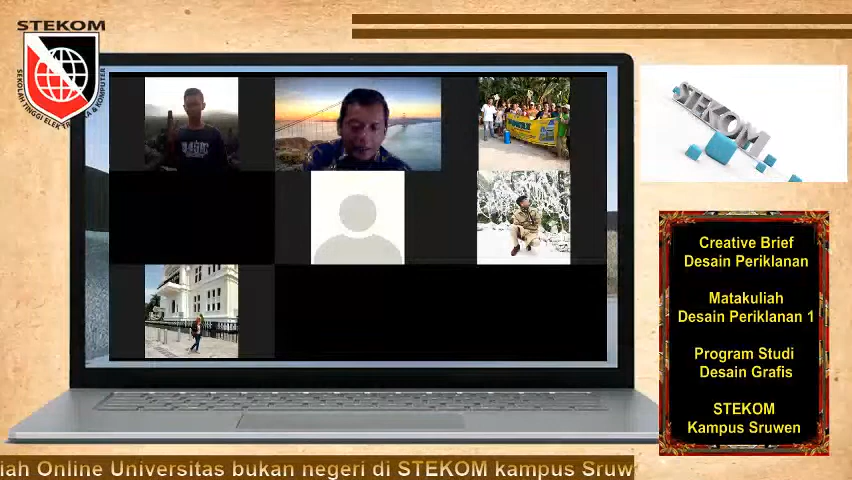 STEKOM
SEKOLAH TINGGI ELEKTRONIKA & KOMPUTER
STEKOM
Creative Brief
Desain Periklanan
Matakuliah
Desain Periklanan 1
Program Studi
Desain Grafis
STEKOM
Kampus Sruwen
iah Online Universitas bukan negeri di STEKOM kampus Sruw